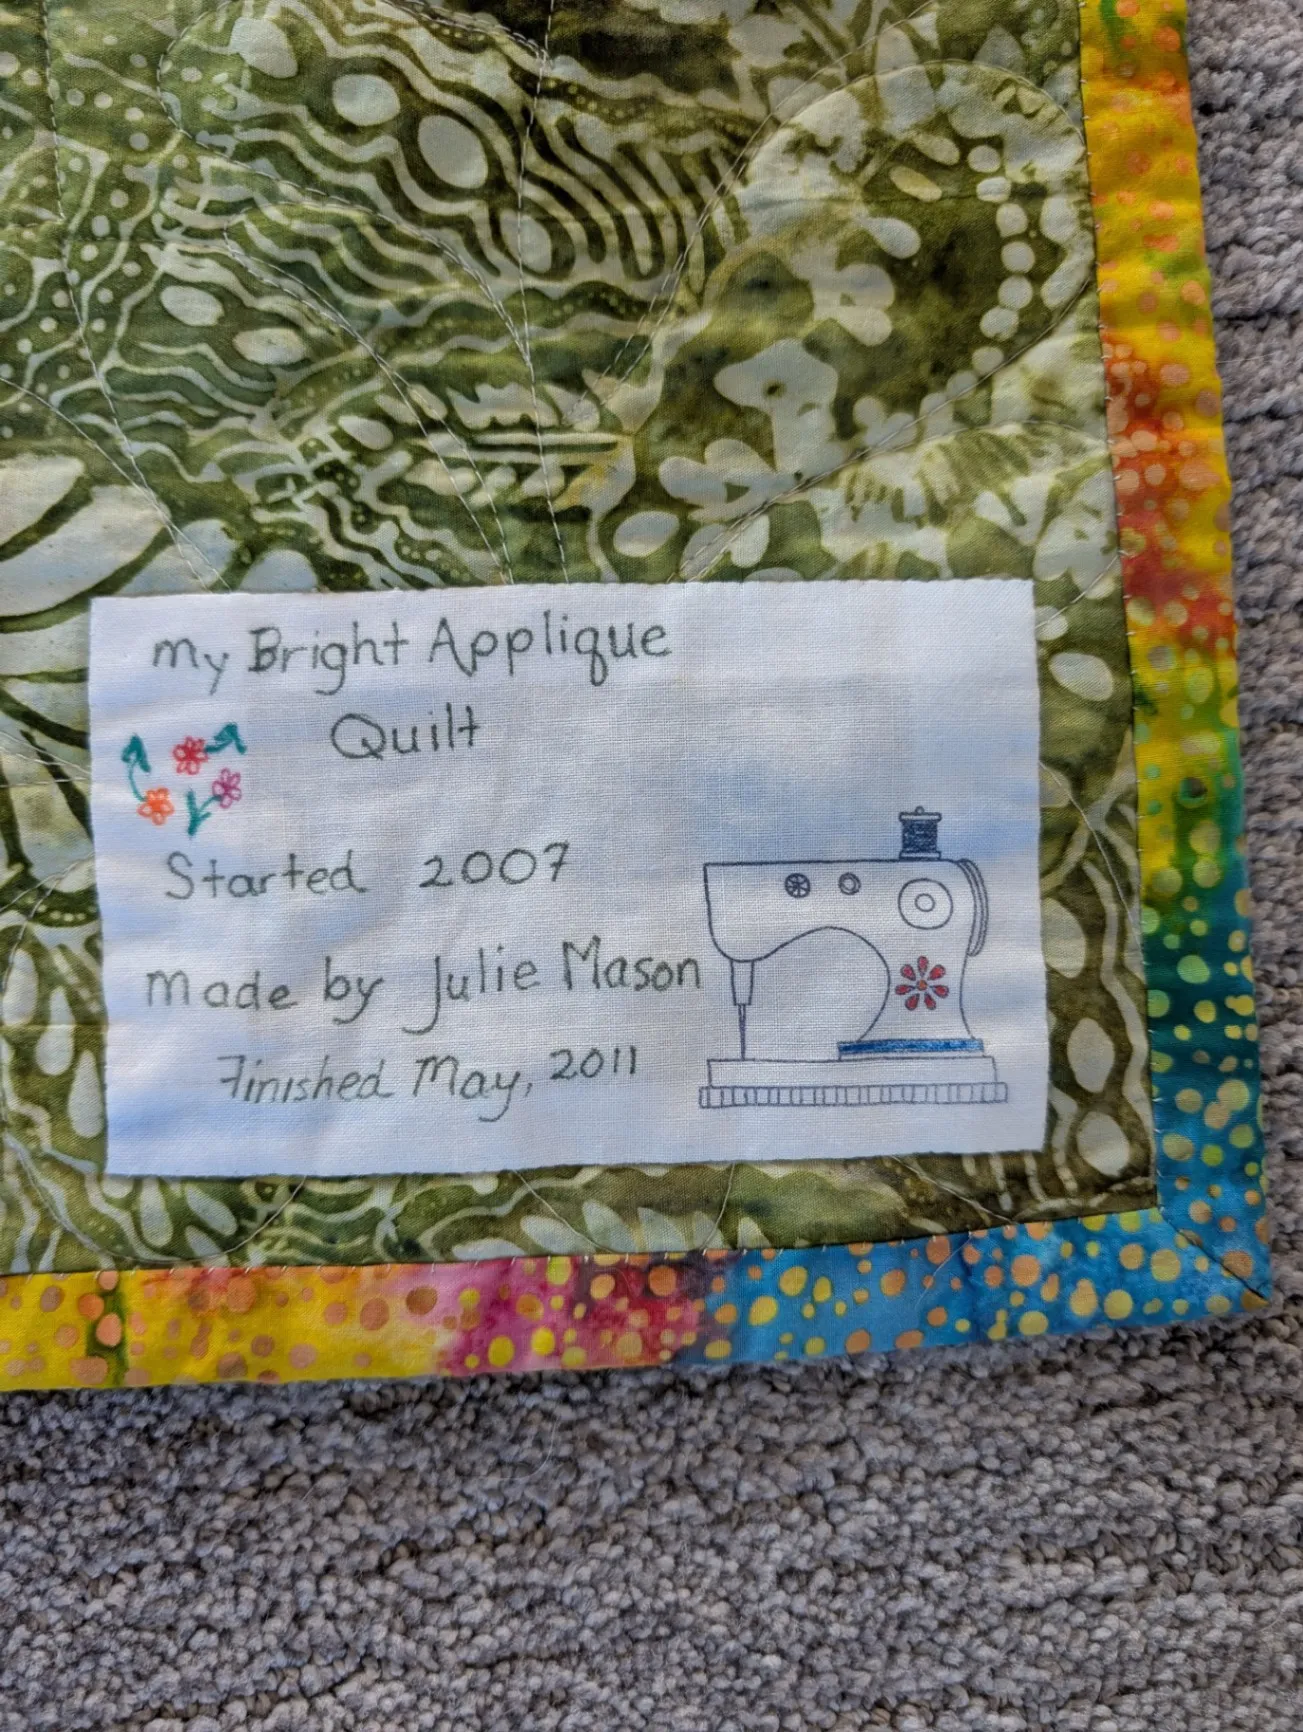 my Bright Applique
Quilt
Started 2007
made by Julie Mason
Finished May, 2011